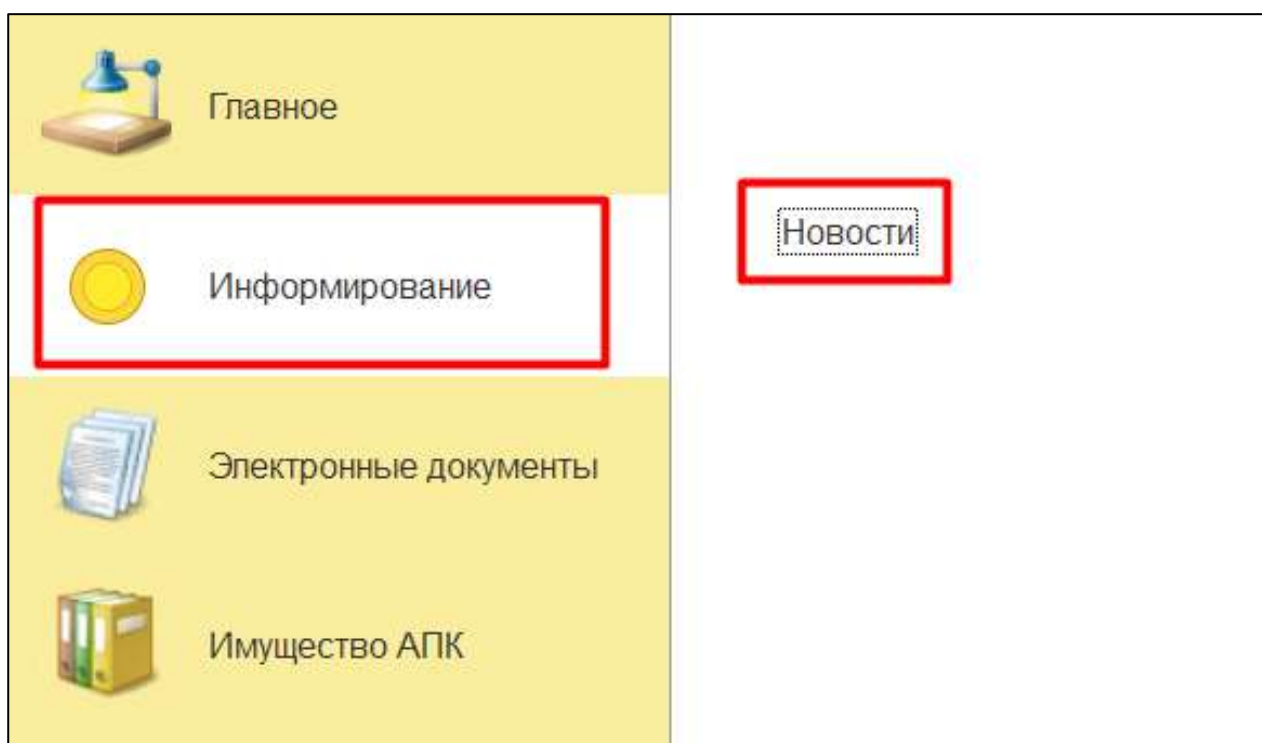 Главное
Информирование
Новости
Электронные документы
Имущество АПК